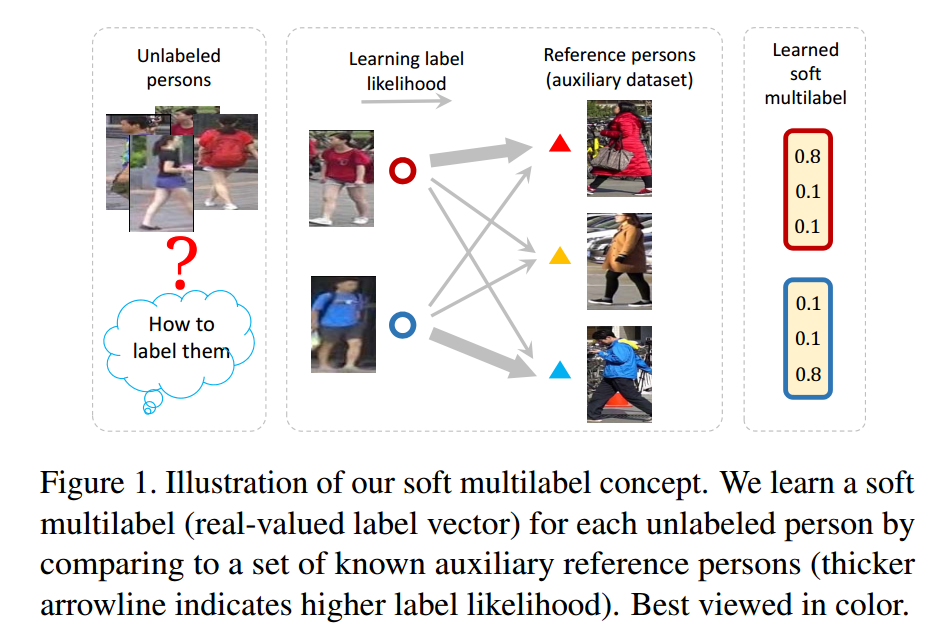 Unlabeled
persons
How to
label them
?
Learning label
likelihood
Reference persons
(auxiliary dataset)
Learned
soft
multilabel
0.8
0.1
0.1
0.1
0.1
0.8
Figure 1. Illustration of our soft multilabel concept. We learn a soft
multilabel (real-valued label vector) for each unlabeled person by
comparing to a set of known auxiliary reference persons (thicker
arrowline indicates higher label likelihood). Best viewed in color.